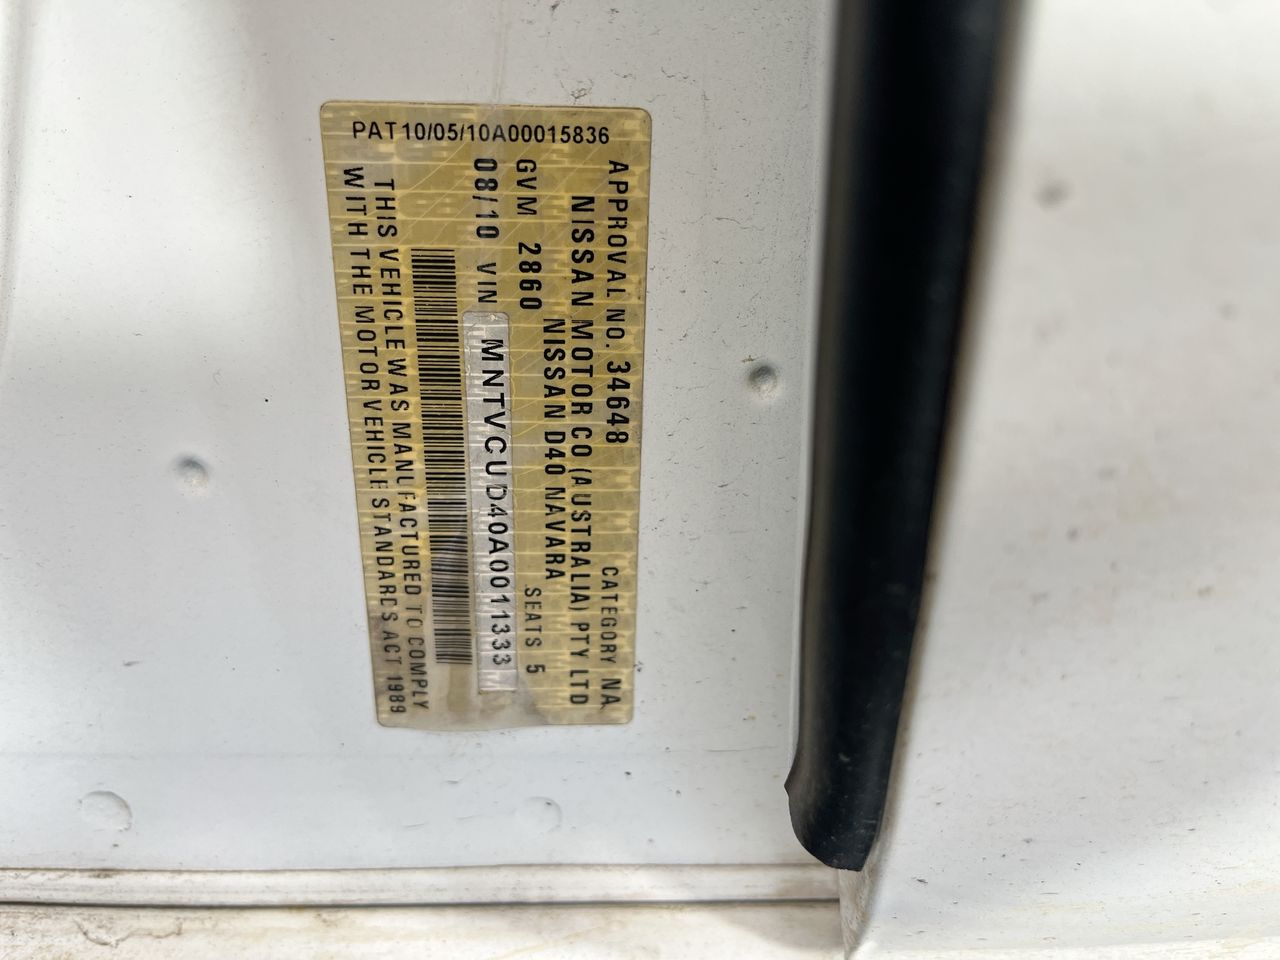 PAT10/05/10A00015836
APPROVAL NO. 34648 CATEGORY NA
NISSAN MOTOR CO (AUSTRALIA) PTY LTD
NISSAN D40 NAVARA
GVM 2860 SEATS 5
08/10 VIN MNTVCUD40A0011333
THIS VEHICLE WAS MANUFACTURED TO COMPLY
WITH THE MOTOR VEHICLE STANDARDS ACT 1989